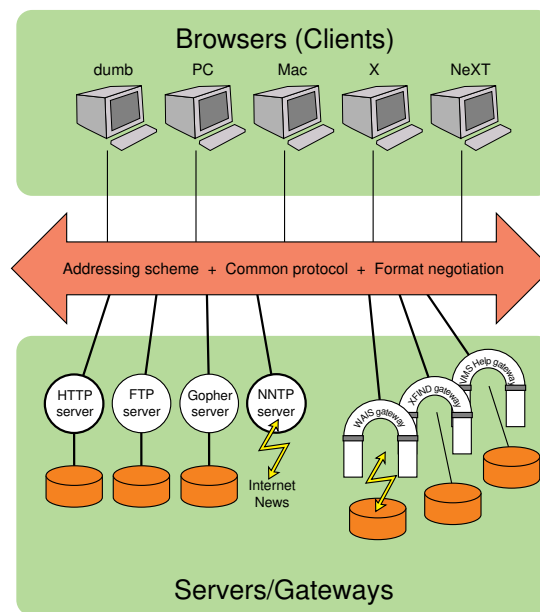 Browsers (Clients)
dumb PC Mac X NeXT
Addressing scheme + Common protocol + Format negotiation
HTTP
server
FTP
server
Gopher
server
NNTP
server
Internet
News
WAIS gateway
XFIND gateway
VMS Help gateway
Servers/Gateways